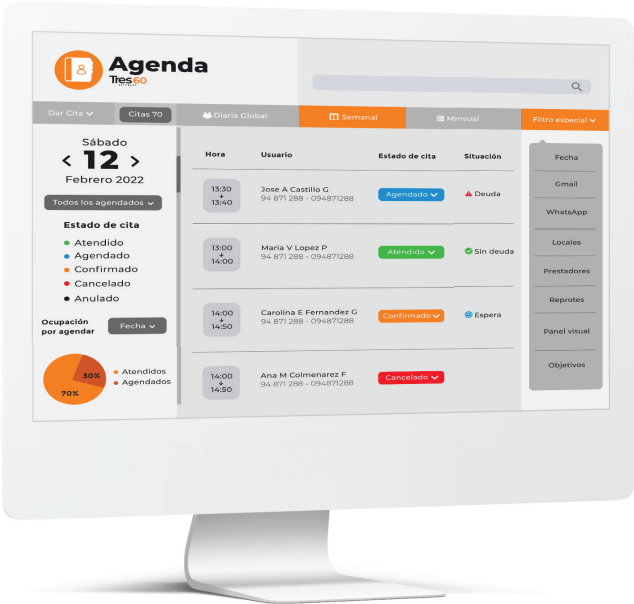 Agenda
Tres60
Dar Cita
Citas 70
Diaria Global
Semanal
Mensual
Filtro especial
Sábado
< 12 >
Febrero 2022
Todos los agendados
Estado de cita
Atendido
Agendado
Confirmado
Cancelado
Anulado
Ocupación
por agendar
Fecha
30%
70%
Atendidos
Agendados
Hora Usuario Estado de cita Situación
13:30
13:40
Jose A Castillo G
94 871 288 - 094871288
Agendado
Deuda
13:00
14:00
Maria V Lopez P
94 871 288 - 094871288
Atendido
Sin deuda
14:00
14:50
Carolina E Fernandez G
94 871 288 - 094871288
Confirmado
Espera
14:00
14:50
Ana M Colmenarez F
94 871 288 - 094871288
Cancelado
Fecha
Gmail
WhatsApp
Locales
Prestadores
Reprotes
Panel visual
Objetivos